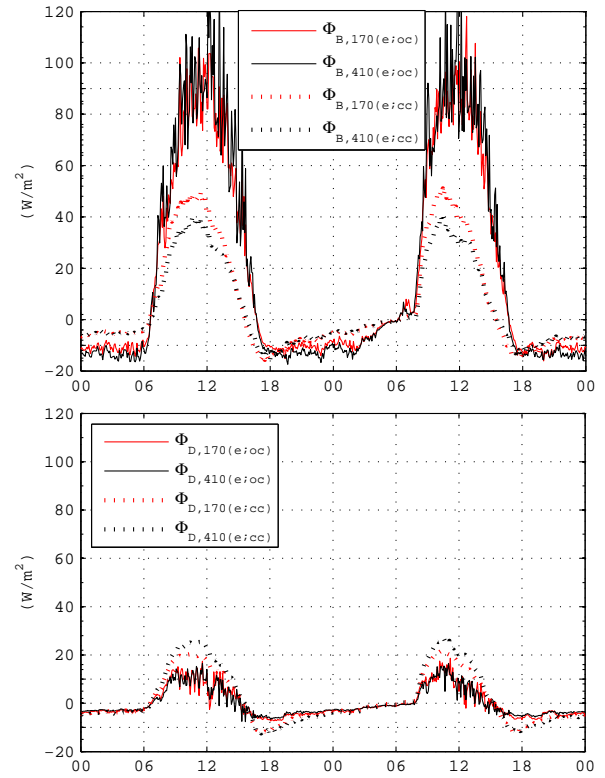 120
100
80
60
40
20
0
−20
(W/m²)
Φ_B,170(e;oc)
Φ_B,410(e;oc)
Φ_B,170(e;cc)
Φ_B,410(e;cc)
00 06 12 18 00 06 12 18 00
120
100
80
60
40
20
0
−20
(W/m²)
Φ_D,170(e;oc)
Φ_D,410(e;oc)
Φ_D,170(e;cc)
Φ_D,410(e;cc)
00 06 12 18 00 06 12 18 00